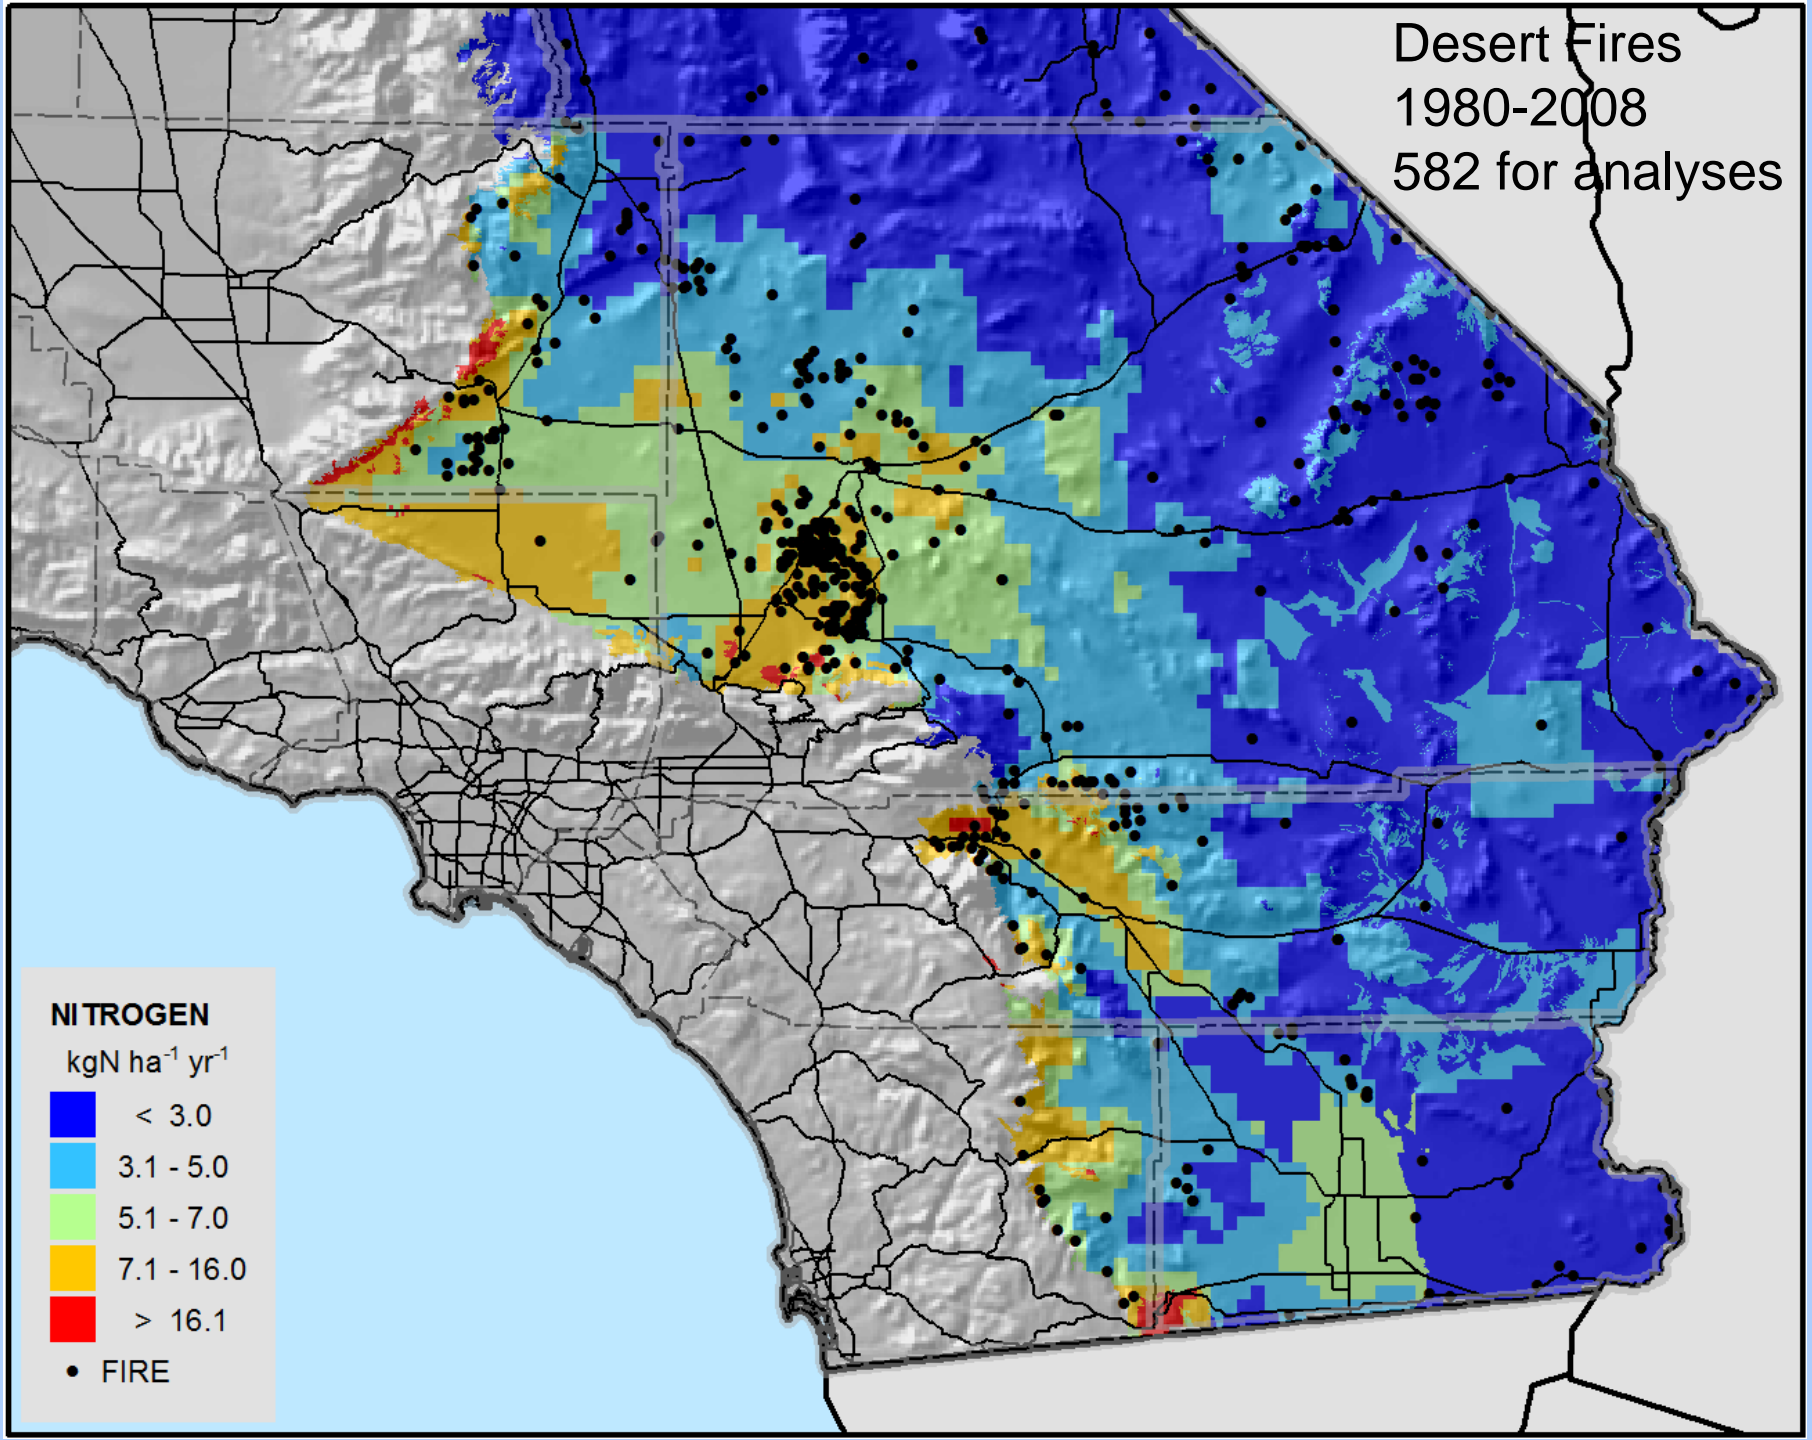 Desert Fires
1980-2008
582 for analyses
NITROGEN
kgN ha⁻¹ yr⁻¹
< 3.0
3.1 - 5.0
5.1 - 7.0
7.1 - 16.0
> 16.1
FIRE